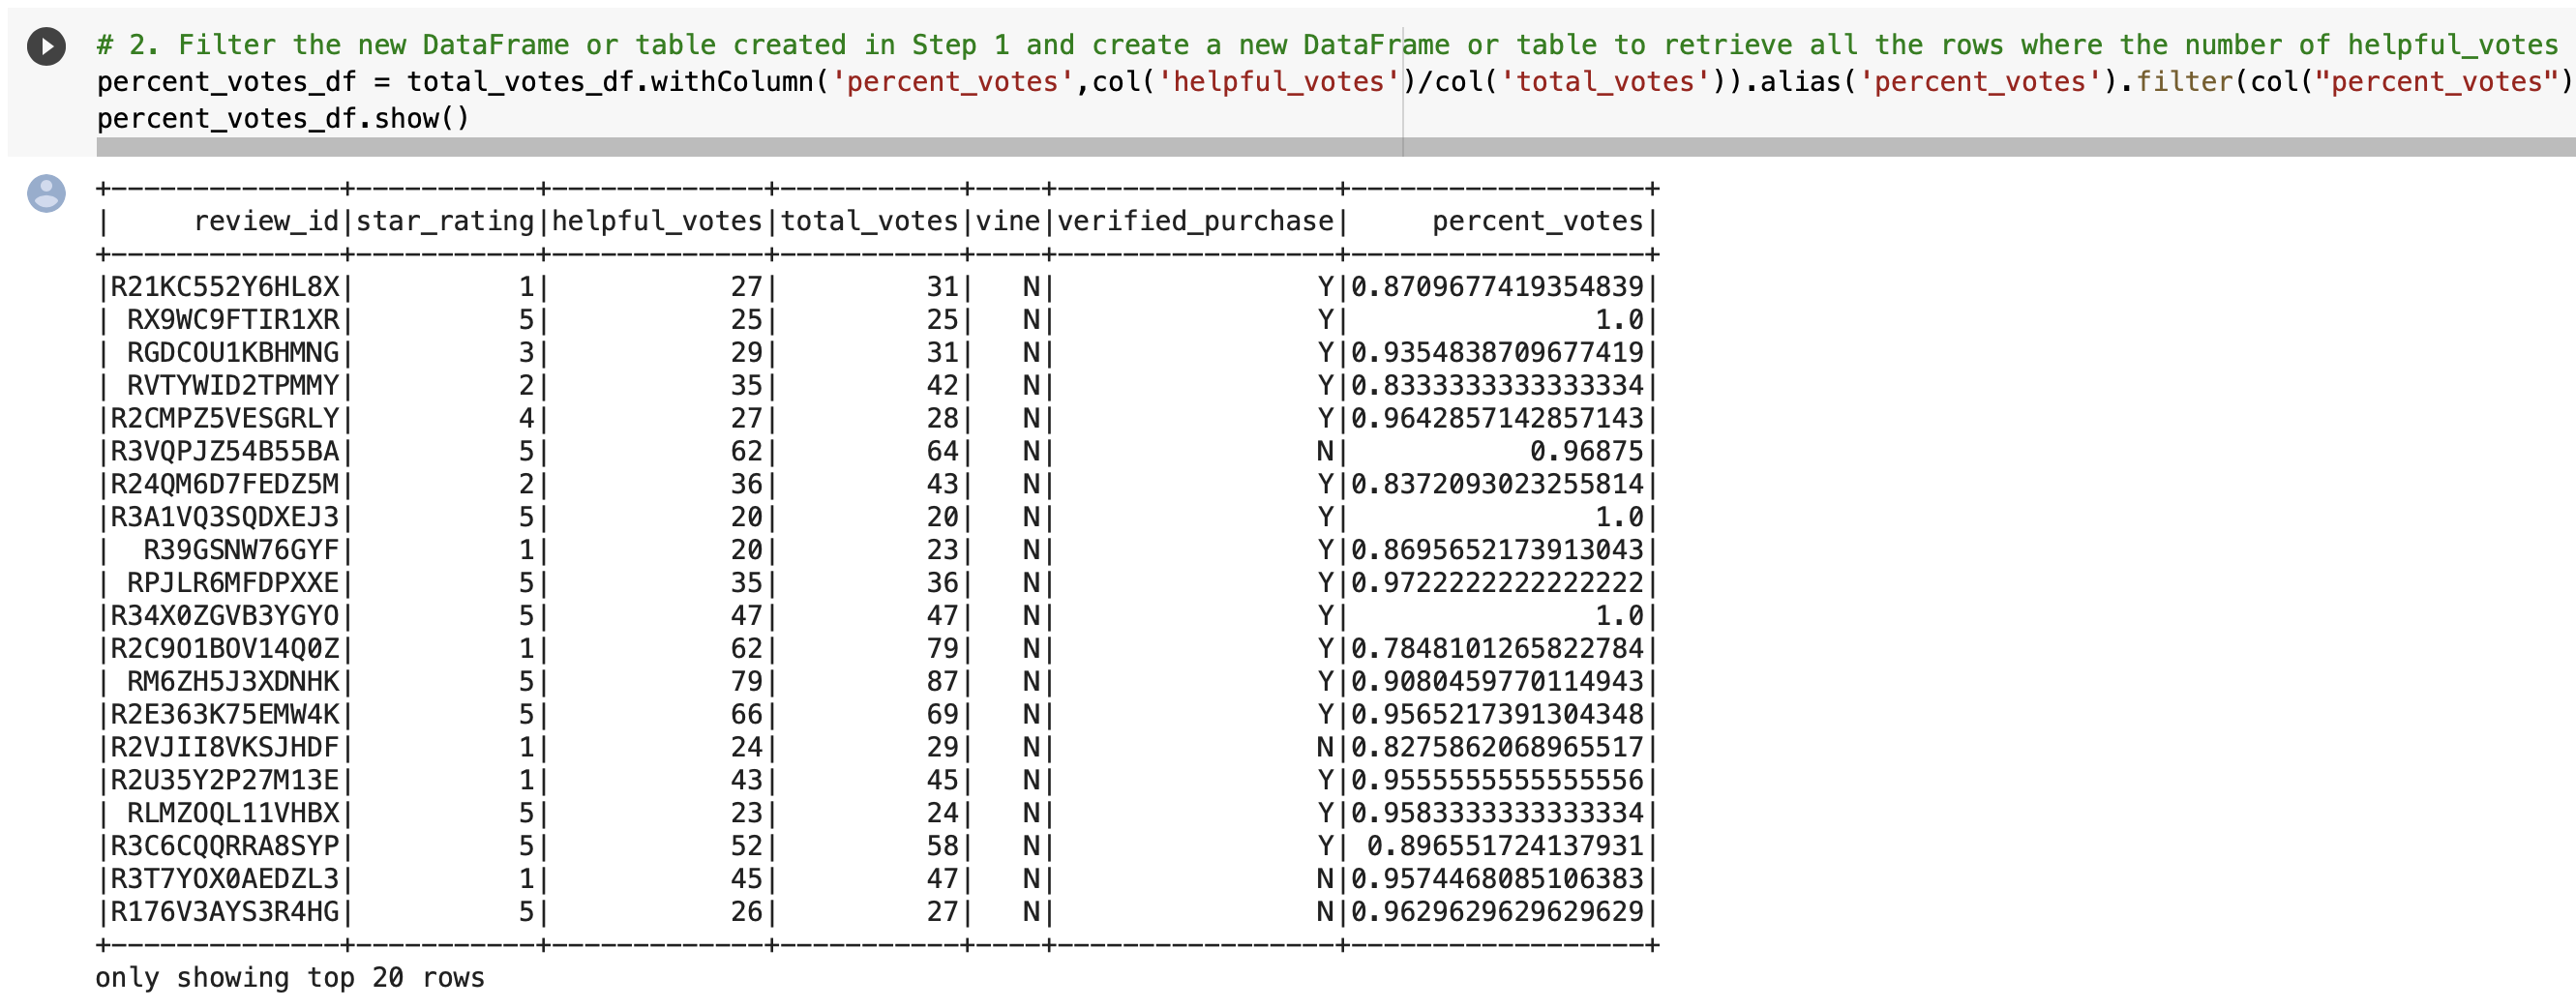 # 2. Filter the new DataFrame or table created in Step 1 and create a new DataFrame or table to retrieve all the rows where the number of helpful_votes
percent_votes_df = total_votes_df.withColumn('percent_votes',col('helpful_votes')/col('total_votes')).alias('percent_votes').filter(col("percent_votes")
percent_votes_df.show()
+--------------+-----------+-------------+-----------+----+-----------------+------------------+
|     review_id|star_rating|helpful_votes|total_votes|vine|verified_purchase|     percent_votes|
+--------------+-----------+-------------+-----------+----+-----------------+------------------+
|R21KC552Y6HL8X|          1|           27|         31|   N|                Y|0.8709677419354839|
| RX9WC9FTIR1XR|          5|           25|         25|   N|                Y|               1.0|
| RGDCOU1KBHMNG|          3|           29|         31|   N|                Y|0.9354838709677419|
| RVTYWID2TPMMY|          2|           35|         42|   N|                Y|0.8333333333333334|
|R2CMPZ5VESGRLY|          4|           27|         28|   N|                Y|0.9642857142857143|
|R3VQPJZ54B55BA|          5|           62|         64|   N|                N|           0.96875|
|R24QM6D7FEDZ5M|          2|           36|         43|   N|                Y|0.8372093023255814|
|R3A1VQ3SQDXEJ3|          5|           20|         20|   N|                Y|               1.0|
|  R39GSNW76GYF|          1|           20|         23|   N|                Y|0.8695652173913043|
| RPJLR6MFDPXXE|          5|           35|         36|   N|                Y|0.9722222222222222|
|R34X0ZGVB3YGYO|          5|           47|         47|   N|                Y|               1.0|
|R2C9O1BOV14Q0Z|          1|           62|         79|   N|                Y|0.7848101265822784|
| RM6ZH5J3XDNHK|          5|           79|         87|   N|                Y|0.9080459770114943|
|R2E363K75EMW4K|          5|           66|         69|   N|                Y|0.9565217391304348|
|R2VJII8VKSJHDF|          1|           24|         29|   N|                N|0.8275862068965517|
|R2U35Y2P27M13E|          1|           43|         45|   N|                Y|0.9555555555555556|
| RLMZOQL11VHBX|          5|           23|         24|   N|                Y|0.9583333333333334|
|R3C6CQQRRA8SYP|          5|           52|         58|   N|                Y| 0.896551724137931|
|R3T7YOX0AEDZL3|          1|           45|         47|   N|                N|0.9574468085106383|
|R176V3AYS3R4HG|          5|           26|         27|   N|                N|0.9629629629629629|
+--------------+-----------+-------------+-----------+----+-----------------+------------------+
only showing top 20 rows